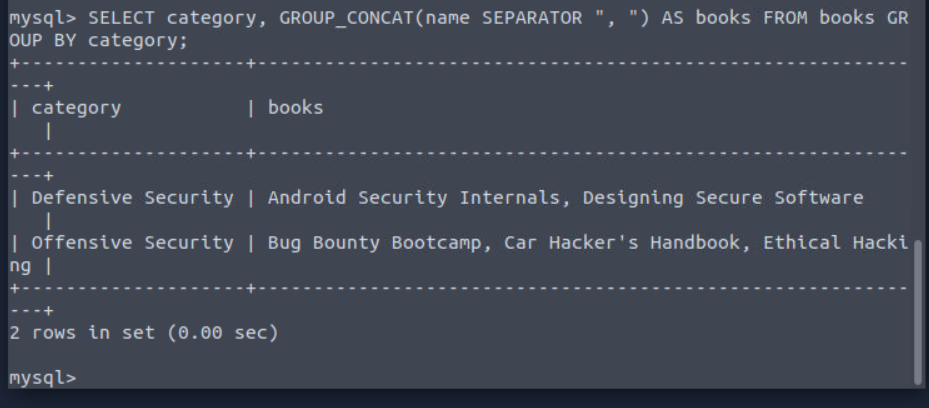 mysql> SELECT category, GROUP_CONCAT(name SEPARATOR ", ") AS books FROM books GR
OUP BY category;
+--------------------+----------------------------------------------------------
---+
| category           | books
   |
+--------------------+----------------------------------------------------------
---+
| Defensive Security | Android Security Internals, Designing Secure Software
   |
| Offensive Security | Bug Bounty Bootcamp, Car Hacker's Handbook, Ethical Hacki
ng |
+--------------------+----------------------------------------------------------
---+
2 rows in set (0.00 sec)
mysql>